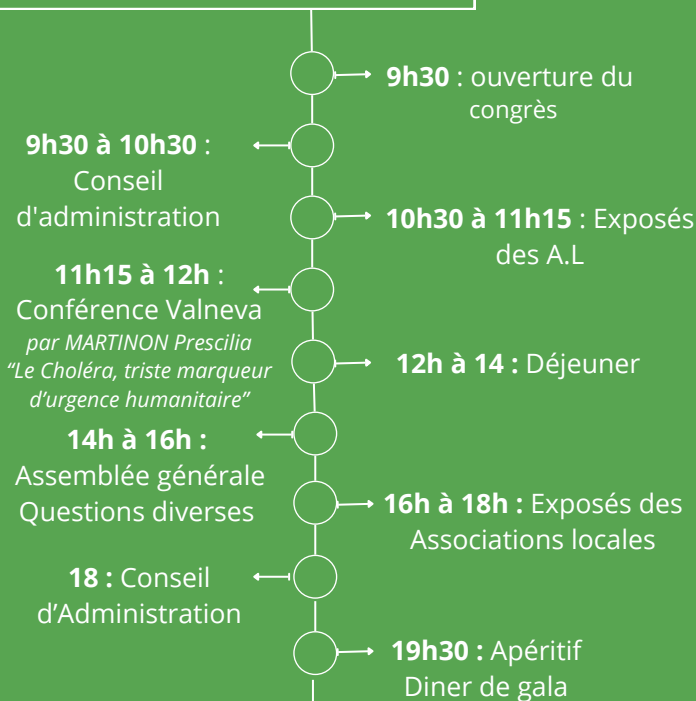 9h30 : ouverture du
congrès
9h30 à 10h30 :
Conseil
d'administration
10h30 à 11h15 : Exposés
des A.L
11h15 à 12h :
Conférence Valneva
par MARTINON Prescilia
“Le Choléra, triste marqueur
d’urgence humanitaire”
12h à 14 : Déjeuner
14h à 16h :
Assemblée générale
Questions diverses
16h à 18h : Exposés des
Associations locales
18 : Conseil
d’Administration
19h30 : Apéritif
Diner de gala